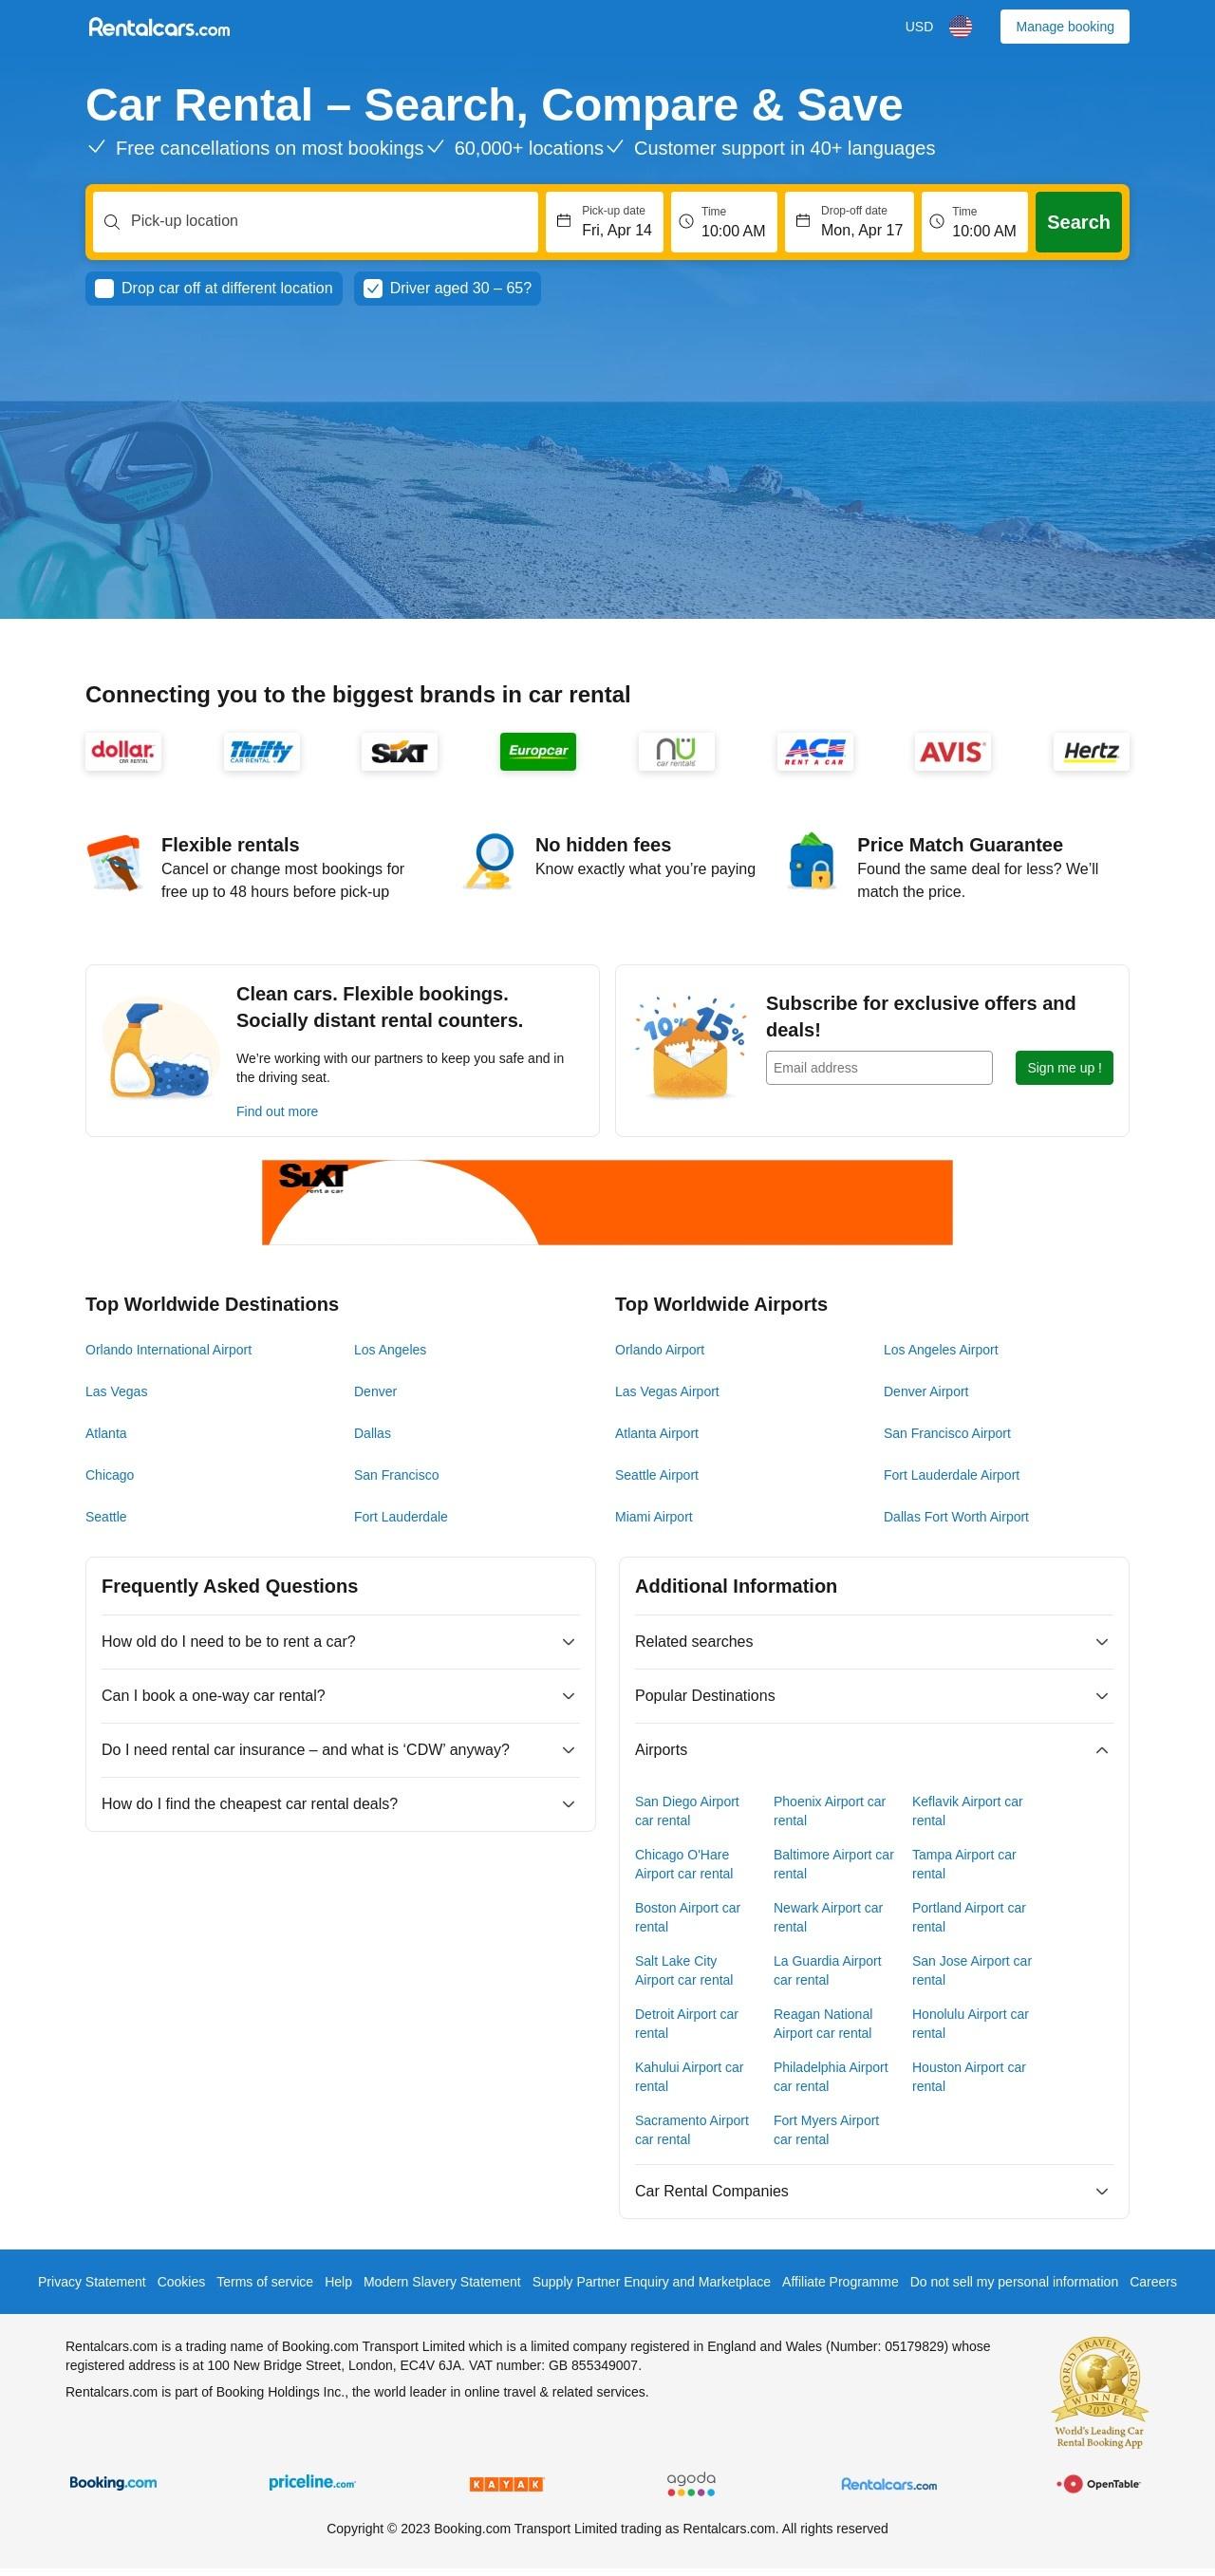 Rentalcars.com
USD
Manage booking
Car Rental – Search, Compare & Save
Free cancellations on most bookings
60,000+ locations
Customer support in 40+ languages
Pick-up location
Pick-up date
Fri, Apr 14
Time
10:00 AM
Drop-off date
Mon, Apr 17
Time
10:00 AM
Search
Drop car off at different location
Driver aged 30 – 65?
Connecting you to the biggest brands in car rental
dollar.
CAR RENTAL
Thrifty
CAR RENTAL
SIXT
Europcar
nü
car rentals
ACE
RENT A CAR
AVIS
Hertz
Flexible rentals
Cancel or change most bookings for
free up to 48 hours before pick-up
No hidden fees
Know exactly what you’re paying
Price Match Guarantee
Found the same deal for less? We’ll
match the price.
Clean cars. Flexible bookings.
Socially distant rental counters.
We’re working with our partners to keep you safe and in
the driving seat.
Find out more
10%
15%
Subscribe for exclusive offers and
deals!
Email address
Sign me up !
SIXT
rent a car
Top Worldwide Destinations
Orlando International Airport
Los Angeles
Las Vegas
Denver
Atlanta
Dallas
Chicago
San Francisco
Seattle
Fort Lauderdale
Top Worldwide Airports
Orlando Airport
Los Angeles Airport
Las Vegas Airport
Denver Airport
Atlanta Airport
San Francisco Airport
Seattle Airport
Fort Lauderdale Airport
Miami Airport
Dallas Fort Worth Airport
Frequently Asked Questions
How old do I need to be to rent a car?
Can I book a one-way car rental?
Do I need rental car insurance – and what is ‘CDW’ anyway?
How do I find the cheapest car rental deals?
Additional Information
Related searches
Popular Destinations
Airports
San Diego Airport
car rental
Phoenix Airport car
rental
Keflavik Airport car
rental
Chicago O'Hare
Airport car rental
Baltimore Airport car
rental
Tampa Airport car
rental
Boston Airport car
rental
Newark Airport car
rental
Portland Airport car
rental
Salt Lake City
Airport car rental
La Guardia Airport
car rental
San Jose Airport car
rental
Detroit Airport car
rental
Reagan National
Airport car rental
Honolulu Airport car
rental
Kahului Airport car
rental
Philadelphia Airport
car rental
Houston Airport car
rental
Sacramento Airport
car rental
Fort Myers Airport
car rental
Car Rental Companies
Privacy Statement Cookies Terms of service Help Modern Slavery Statement Supply Partner Enquiry and Marketplace Affiliate Programme Do not sell my personal information Careers
Rentalcars.com is a trading name of Booking.com Transport Limited which is a limited company registered in England and Wales (Number: 05179829) whose
registered address is at 100 New Bridge Street, London, EC4V 6JA. VAT number: GB 855349007.
Rentalcars.com is part of Booking Holdings Inc., the world leader in online travel & related services.
WORLD TRAVEL AWARDS
WINNER
2020
World's Leading Car
Rental Booking App
Booking.com
priceline.com
KAYAK
agoda
Rentalcars.com
OpenTable
Copyright © 2023 Booking.com Transport Limited trading as Rentalcars.com. All rights reserved